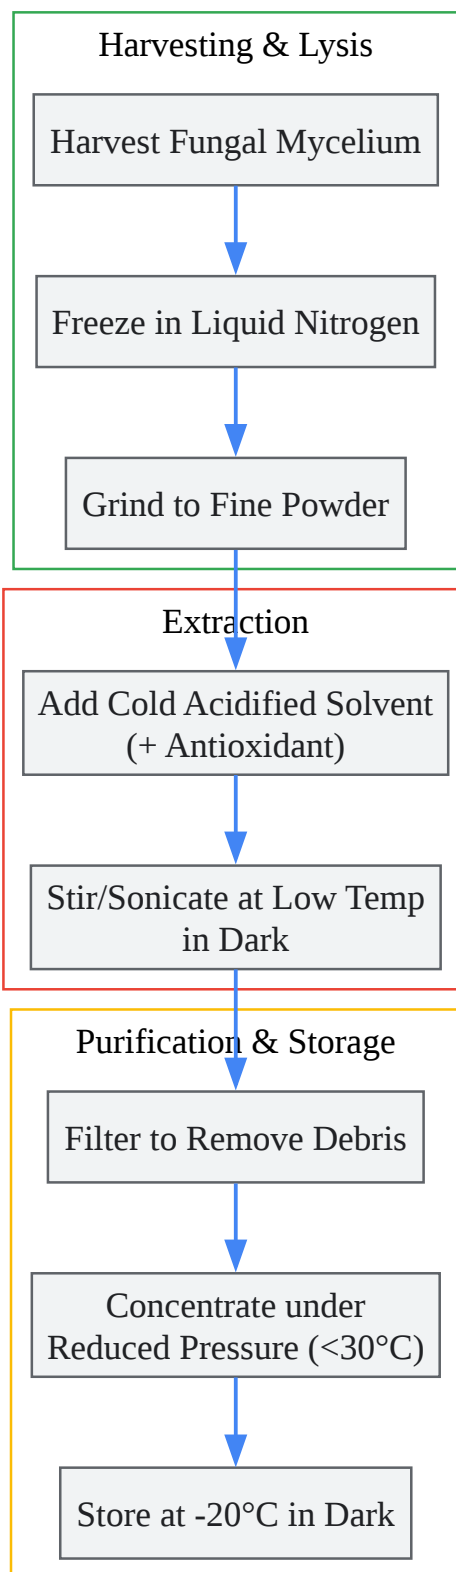 Harvesting & Lysis
Harvest Fungal Mycelium
Freeze in Liquid Nitrogen
Grind to Fine Powder
Extraction
Add Cold Acidified Solvent
(+ Antioxidant)
Stir/Sonicate at Low Temp
in Dark
Purification & Storage
Filter to Remove Debris
Concentrate under
Reduced Pressure (<30°C)
Store at -20°C in Dark